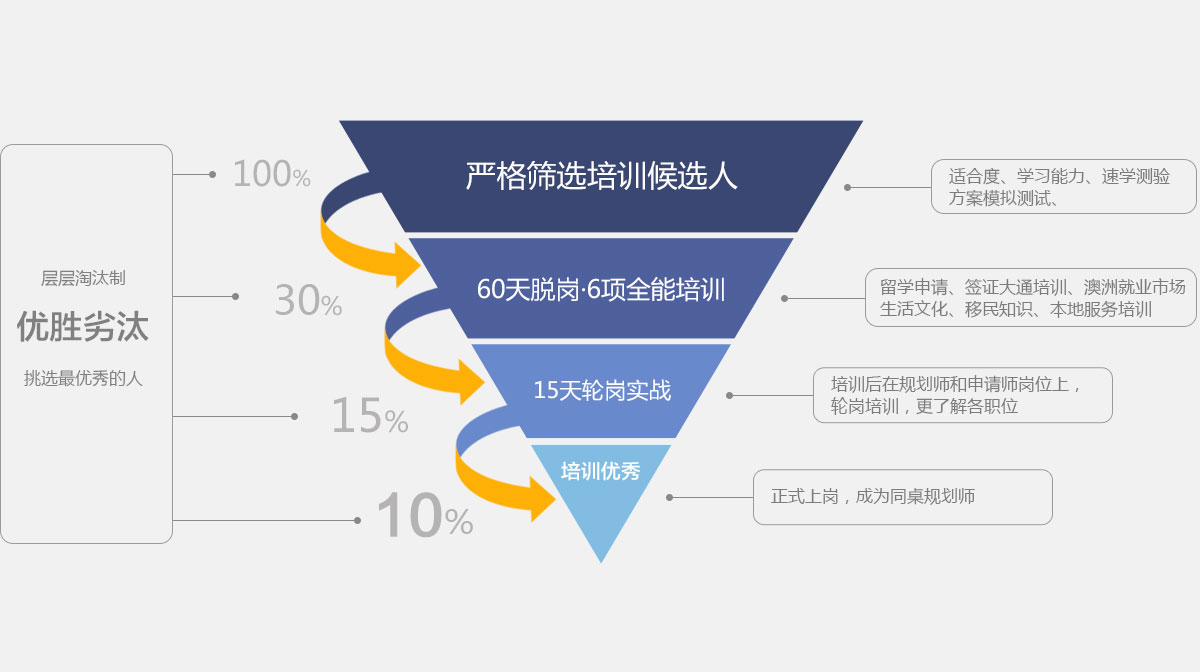 层层淘汰制
优胜劣汰
挑选最优秀的人
100%
30%
15%
10%
严格筛选培训候选人
60天脱岗·6项全能培训
15天轮岗实战
培训优秀
适合度、学习能力、速学测验
方案模拟测试、
留学申请、签证大通培训、澳洲就业市场
生活文化、移民知识、本地服务培训
培训后在规划师和申请师岗位上，
轮岗培训，更了解各职位
正式上岗，成为同桌规划师